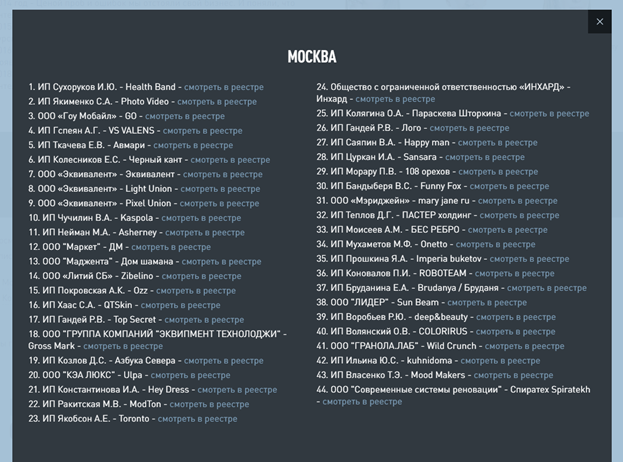 МОСКВА
1. ИП Сухоруков И.Ю. - Health Band - смотреть в реестре
2. ИП Якименко С.А. - Photo Video - смотреть в реестре
3. ООО «Гоу Мобайл» - GO - смотреть в реестре
4. ИП Гспеян А.Г. - VS VALENS - смотреть в реестре
5. ИП Ткачева Е.В. - Авмари - смотреть в реестре
6. ИП Колесников Е.С. - Черный кант - смотреть в реестре
7. ООО «Эквивалент» - Эквивалент - смотреть в реестре
8. ООО «Эквивалент» - Light Union - смотреть в реестре
9. ООО «Эквивалент» - Pixel Union - смотреть в реестре
10. ИП Чучилин В.А. - Kaspola - смотреть в реестре
11. ИП Нейман М.А. - Asherney - смотреть в реестре
12. ООО "Маркет" - ДМ - смотреть в реестре
13. ООО "Маджента" - Дом шамана - смотреть в реестре
14. ООО «Литий СБ» - Zibelino - смотреть в реестре
15. ИП Покровская А.К. - Ozz - смотреть в реестре
16. ИП Хаас С.А. - QTSkin - смотреть в реестре
17. ИП Гандей Р.В. - Top Secret - смотреть в реестре
18. ООО "ГРУППА КОМПАНИЙ "ЭКВИПМЕНТ ТЕХНОЛОДЖИ" -
Gross Mark - смотреть в реестре
19. ИП Козлов Д.С. - Азбука Севера - смотреть в реестре
20. ООО "КЭА ЛЮКС" - Ulpa - смотреть в реестре
21. ИП Константинова И.А. - Hey Dress - смотреть в реестре
22. ИП Ракитская М.В. - ModTon - смотреть в реестре
23. ИП Якобсон А.Е. - Toronto - смотреть в реестре
24. Общество с ограниченной ответственностью «ИНХАРД» -
Инхард - смотреть в реестре
25. ИП Колягина О.А. - Параскева Шторкина - смотреть в реестре
26. ИП Гандей Р.В. - Лого - смотреть в реестре
27. ИП Саяпин В.А. - Happy man - смотреть в реестре
28. ИП Цуркан И.А. - Sansara - смотреть в реестре
29. ИП Морару П.В. - 108 орехов - смотреть в реестре
30. ИП Бандыберя В.С. - Funny Fox - смотреть в реестре
31. ООО «Мэриджейн» - mary jane ru - смотреть в реестре
32. ИП Теплов Д.Г. - ПАСТЕР холдинг - смотреть в реестре
33. ИП Моисеев А.М. - БЕС РЕБРО - смотреть в реестре
34. ИП Мухаметов М.Ф. - Onetto - смотреть в реестре
35. ИП Прошкина Я.А. - Imperia buketov - смотреть в реестре
36. ИП Коновалов П.И. - ROBOTEAM - смотреть в реестре
37. ИП Бруданина Е.А. - Brudanya / Бруданя - смотреть в реестре
38. ООО "ЛИДЕР" - Sun Beam - смотреть в реестре
39. ИП Воробьев Р.Ю. - deep&beauty - смотреть в реестре
40. ИП Волянский О.В. - COLORIRUS - смотреть в реестре
41. ООО "ГРАНОЛА.ЛАБ" - Wild Crunch - смотреть в реестре
42. ИП Ильина Ю.С. - kuhnidoma - смотреть в реестре
43. ИП Власенко Т.Э. - Mood Makers - смотреть в реестре
44. ООО "Современные системы реновации" - Спиратех Spiratekh
- смотреть в реестре